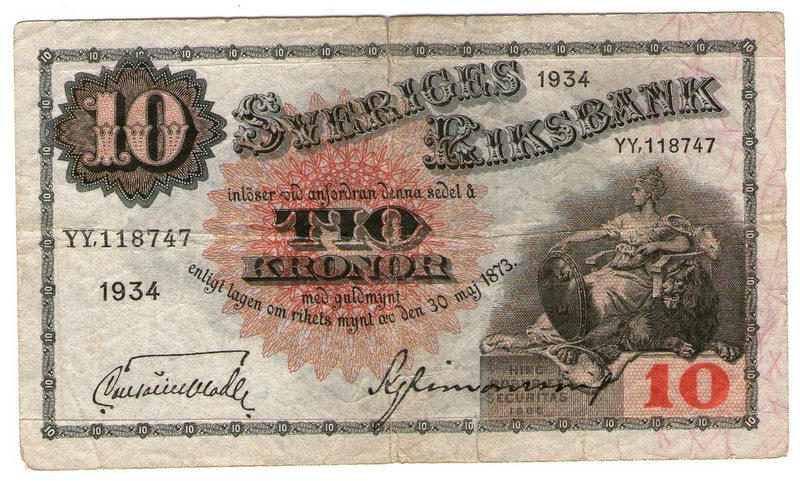 10
SVERIGES
1934
RIKSBANK
YY,118747
inlöser vid anfordran denna sedel å
TIO
KRONOR
YY,118747
1934
med guldmynt
enligt lagen om rikets mynt av den 30 maj 1873.
HINC
SECURITAS
10